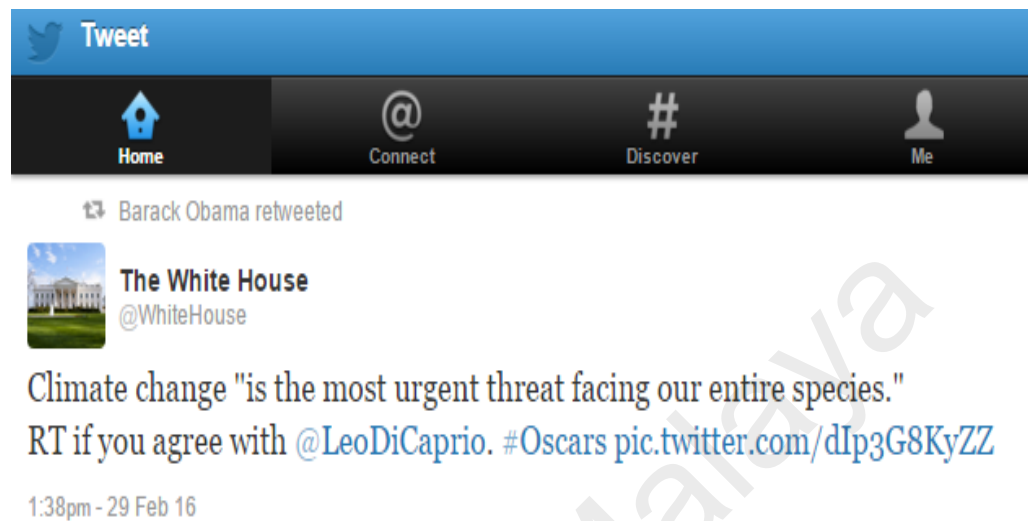 Tweet
@ #
Home Connect Discover Me
Barack Obama retweeted
The White House
@WhiteHouse
Climate change "is the most urgent threat facing our entire species."
RT if you agree with @LeoDiCaprio. #Oscars pic.twitter.com/dIp3G8KyZZ
1:38pm - 29 Feb 16
Malaya